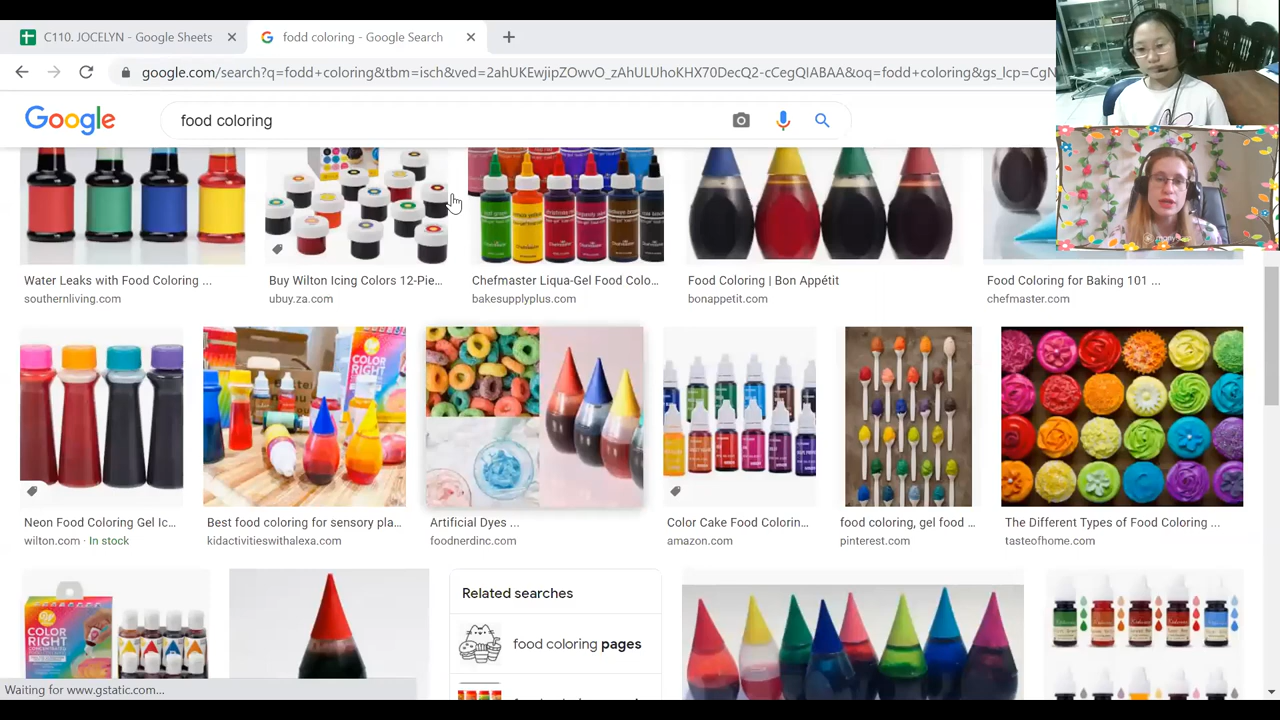 C110. JOCELYN - Google Sheets
fodd coloring - Google Search
google.com/search?q=fodd+coloring&tbm=isch&ved=2ahUKEwjipZOwvO_zAhULUhoKHX70DecQ2-cCegQIABAA&oq=fodd+coloring&gs_lcp=CgN
Google
food coloring
Water Leaks with Food Coloring ...
southernliving.com
Buy Wilton Icing Colors 12-Pie...
ubuy.za.com
Chefmaster Liqua-Gel Food Colo...
bakesupplyplus.com
Food Coloring | Bon Appétit
bonappetit.com
Food Coloring for Baking 101 ...
chefmaster.com
COLOR RIGHT
Neon Food Coloring Gel Ic...
wilton.com · In stock
Best food coloring for sensory pla...
kidactivitieswithalexa.com
Artificial Dyes ...
foodnerdinc.com
Color Cake Food Colorin...
amazon.com
food coloring, gel food ...
pinterest.com
The Different Types of Food Coloring ...
tasteofhome.com
COLOR
RIGHT
Related searches
food coloring pages
Waiting for www.gstatic.com...